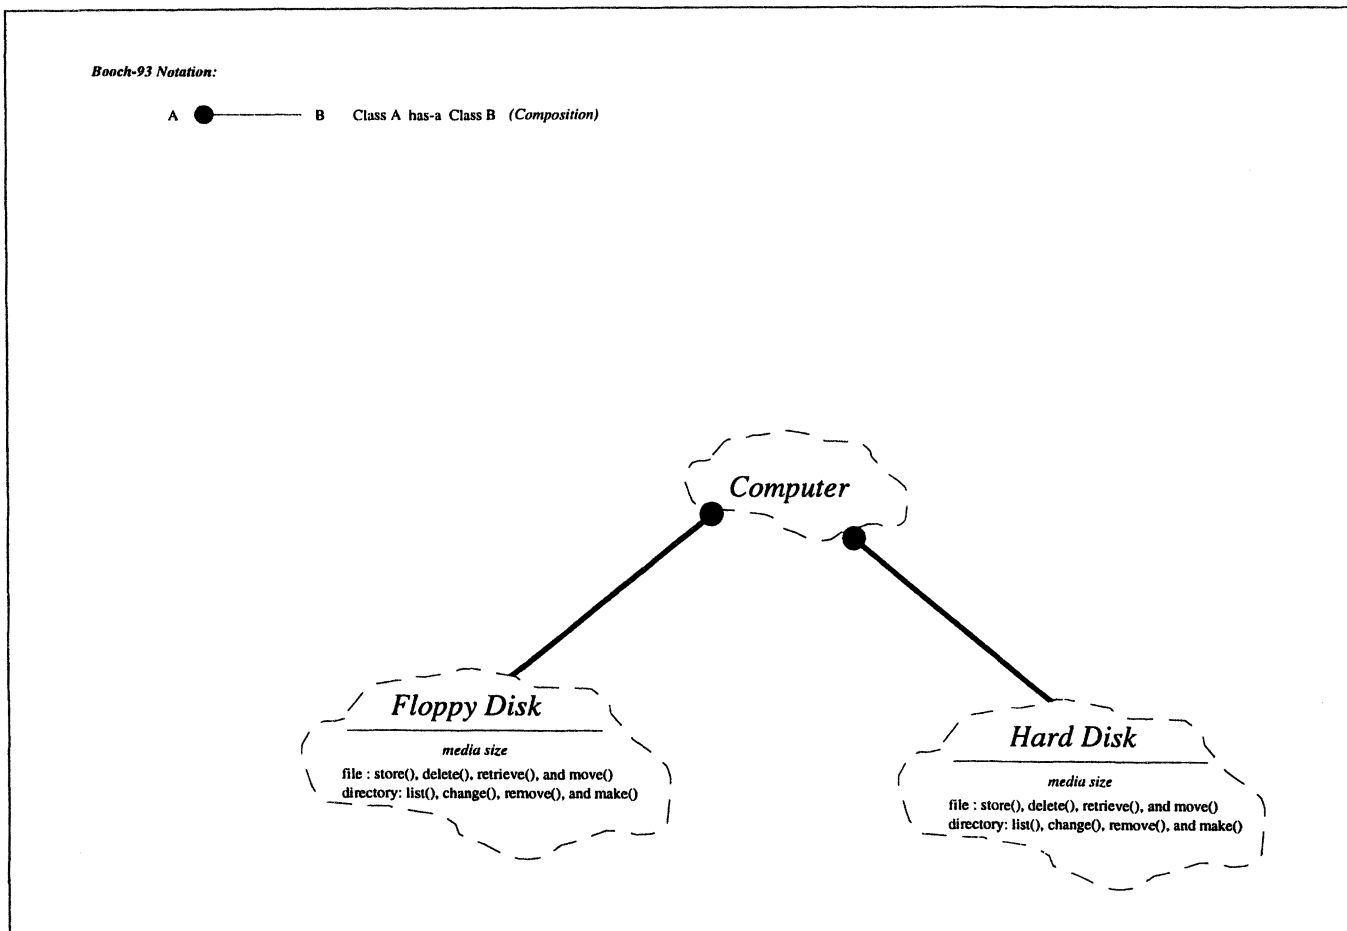 Booch-93 Notation:
A B Class A has-a Class B (Composition)
Computer
Floppy Disk
media size
file : store(), delete(), retrieve(), and move()
directory: list(), change(), remove(), and make()
Hard Disk
media size
file : store(), delete(), retrieve(), and move()
directory: list(), change(), remove(), and make()